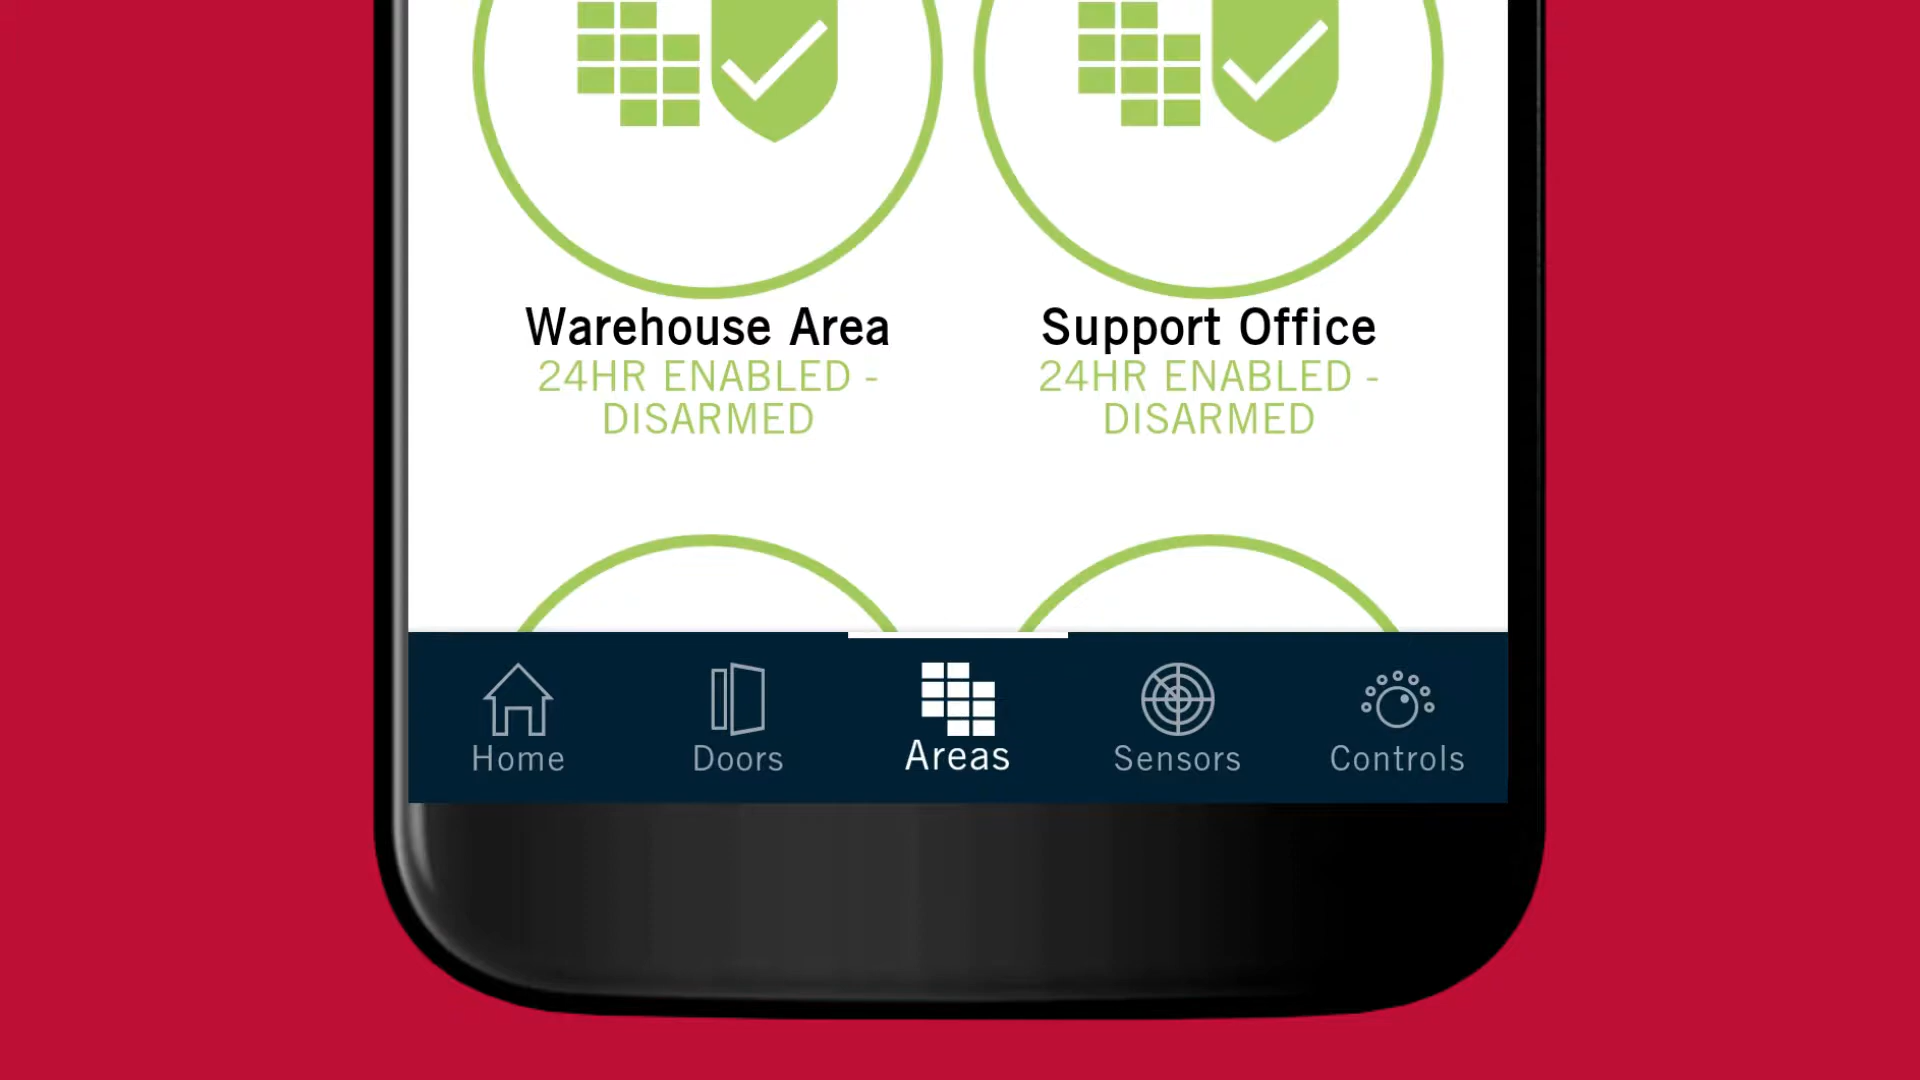 Warehouse Area
Support Office
24HR ENABLED -
DISARMED
24HR ENABLED -
DISARMED
Home
Doors
Areas
Sensors
Controls